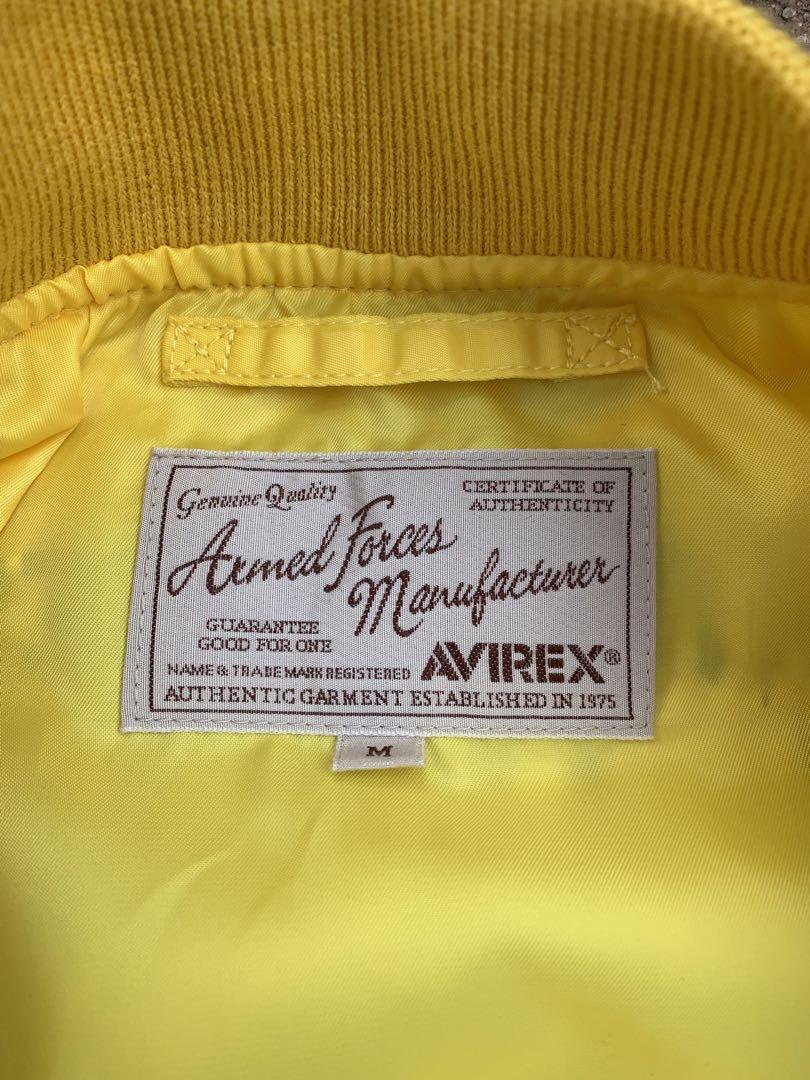 Genuine Quality
CERTIFICATE OF
AUTHENTICITY
Armed Forces
Manufacturer
GUARANTEE
GOOD FOR ONE
NAME & TRADE MARK REGISTERED
AVIREX®
AUTHENTIC GARMENT ESTABLISHED IN 1975
M